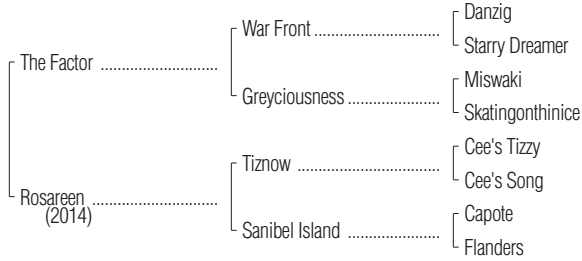 Danzig
War Front ..............................
Starry Dreamer
The Factor ............................
Miswaki
Greyciousness ......................
Skatingonthinice
Cee's Tizzy
Tiznow ..................................
Cee's Song
Rosareen ..............................
(2014)
Capote
Sanibel Island ......................
Flanders